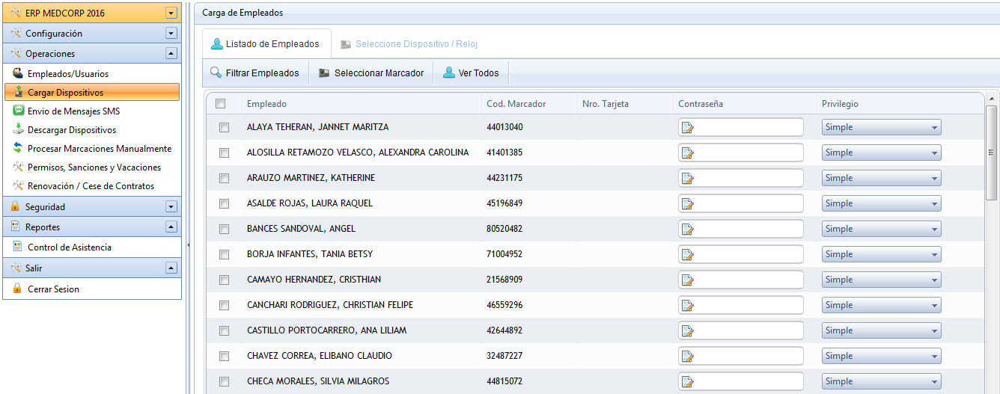 ERP MEDCORP 2016
Configuración
Operaciones
Empleados/Usuarios
Cargar Dispositivos
Envio de Mensajes SMS
Descargar Dispositivos
Procesar Marcaciones Manualmente
Permisos, Sanciones y Vacaciones
Renovación / Cese de Contratos
Seguridad
Reportes
Control de Asistencia
Salir
Cerrar Sesion
Carga de Empleados
Listado de Empleados Seleccione Dispositivo / Reloj
Filtrar Empleados Seleccionar Marcador Ver Todos
Empleado Cod. Marcador Nro. Tarjeta Contraseña Privilegio
ALAYA TEHERAN, JANNET MARITZA 44013040 Simple
ALOSILLA RETAMOZO VELASCO, ALEXANDRA CAROLINA 41401385 Simple
ARAUZO MARTINEZ, KATHERINE 44231175 Simple
ASALDE ROJAS, LAURA RAQUEL 45196849 Simple
BANCES SANDOVAL, ANGEL 80520482 Simple
BORJA INFANTES, TANIA BETSY 71004952 Simple
CAMAYO HERNANDEZ, CRISTHIAN 21568909 Simple
CANCHARI RODRIGUEZ, CHRISTIAN FELIPE 46559296 Simple
CASTILLO PORTOCARRERO, ANA LILIAM 42644892 Simple
CHAVEZ CORREA, ELIBANO CLAUDIO 32487227 Simple
CHECA MORALES, SILVIA MILAGROS 44815072 Simple